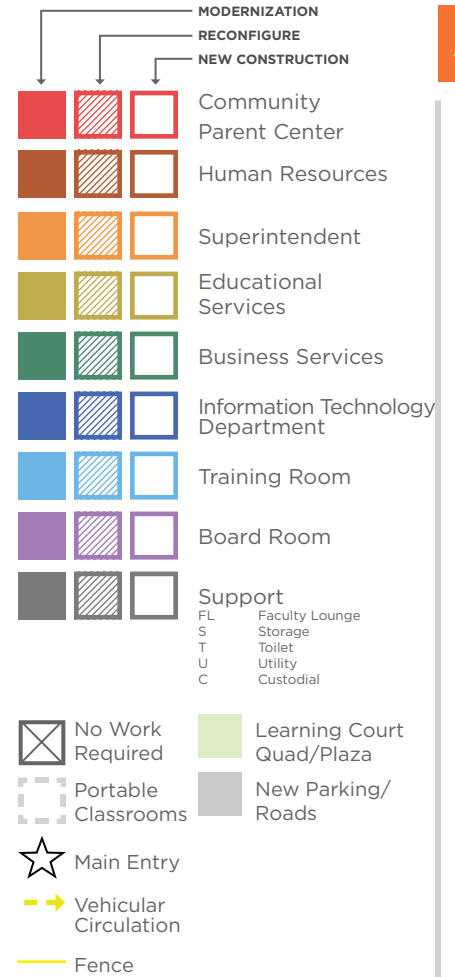 MODERNIZATION
RECONFIGURE
NEW CONSTRUCTION
Community
Parent Center
Human Resources
Superintendent
Educational
Services
Business Services
Information Technology
Department
Training Room
Board Room
Support
FL Faculty Lounge
S Storage
T Toilet
U Utility
C Custodial
No Work
Required
Learning Court
Quad/Plaza
Portable
Classrooms
New Parking/
Roads
Main Entry
Vehicular
Circulation
Fence